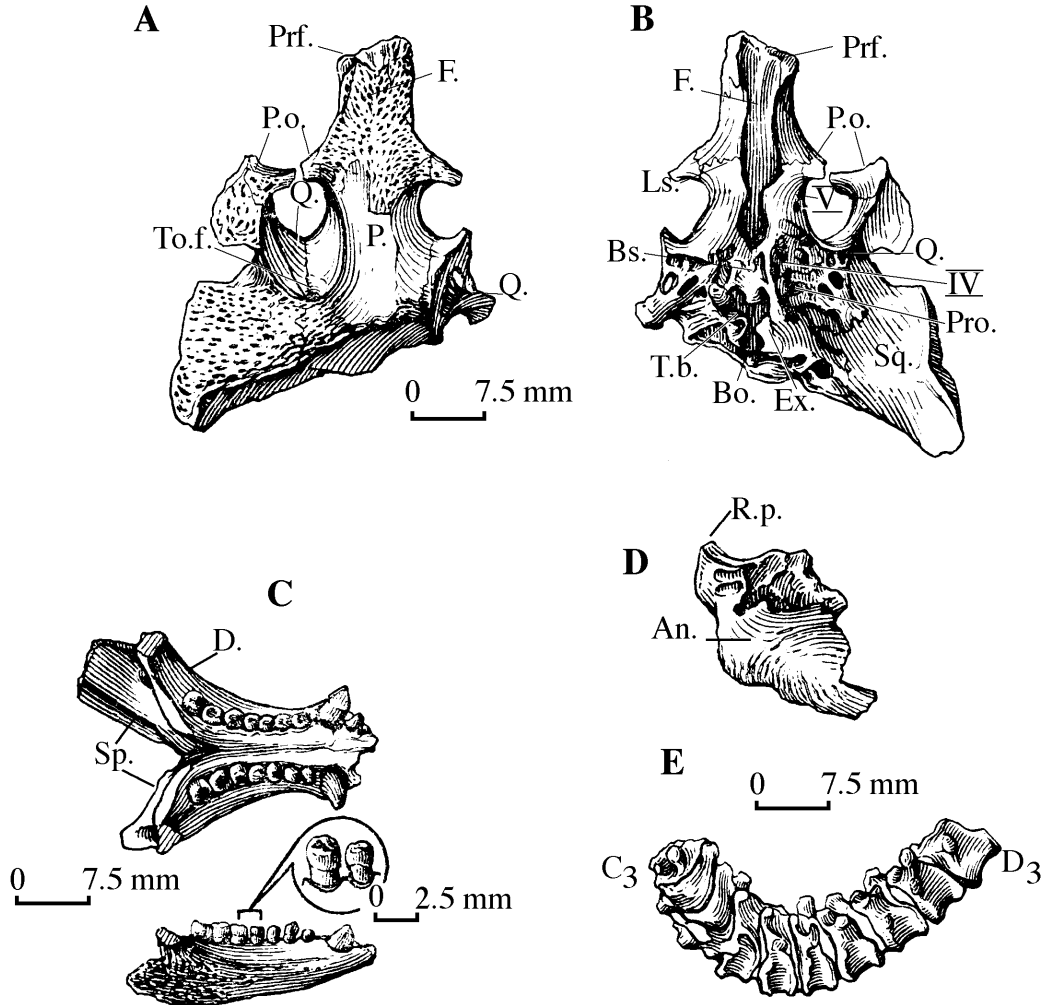 A
Prf.
F.
P.o.
Q.
To.f.
P.
Q.
0 7.5 mm
B
Prf.
F.
P.o.
Ls.
V
Bs.
Q.
IV
Pro.
T.b.
Sq.
Bo.
Ex.
C
D.
Sp.
0 7.5 mm
0 2.5 mm
D
R.p.
An.
E
0 7.5 mm
C3
D3